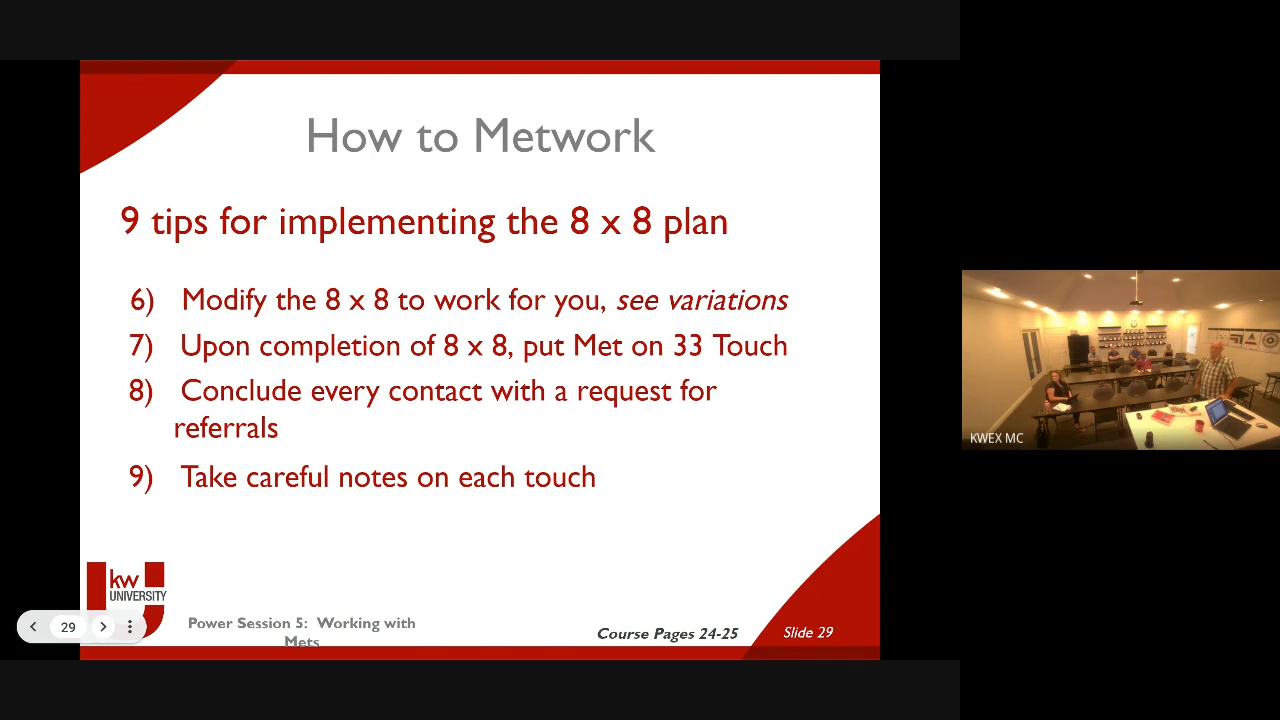 How to Metwork
9 tips for implementing the 8 x 8 plan
6) Modify the 8 x 8 to work for you, see variations
7) Upon completion of 8 x 8, put Met on 33 Touch
8) Conclude every contact with a request for
referrals
9) Take careful notes on each touch
kw
UNIVERSITY
29
Power Session 5: Working with
Mets
Course Pages 24-25
Slide 29
KWEX MC